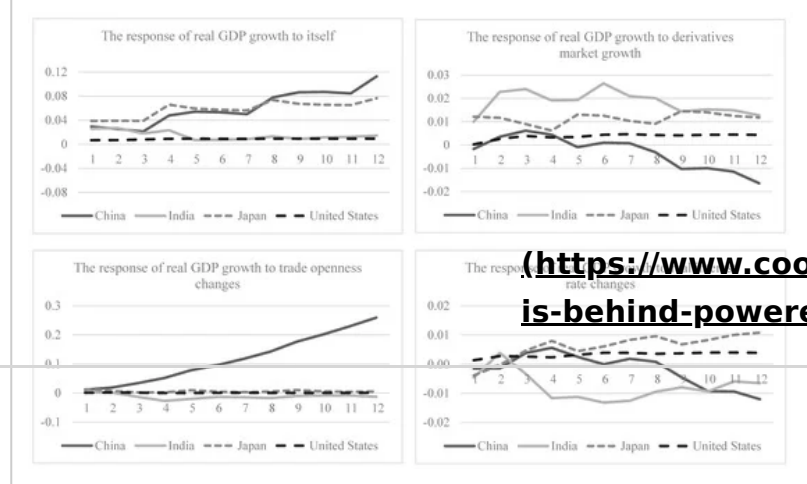 The response of real GDP growth to itself
0.12
0.08
0.04
0
-0.04
-0.08
1 2 3 4 5 6 7 8 9 10 11 12
China India Japan United States
The response of real GDP growth to derivatives
market growth
0.03
0.02
0.01
0
-0.01
-0.02
1 2 3 4 5 6 7 8 9 10 11 12
China India Japan United States
The response of real GDP growth to trade openness
changes
0.3
0.2
0.1
0
-0.1
1 2 3 4 5 6 7 8 9 10 11 12
China India Japan United States
The
rate changes
0.02
0.01
0.00
-0.01
-0.02
1 2 3 4 5 6 7 8 9 10 11 12
China India Japan United States
(https://www.coo
is-behind-powere